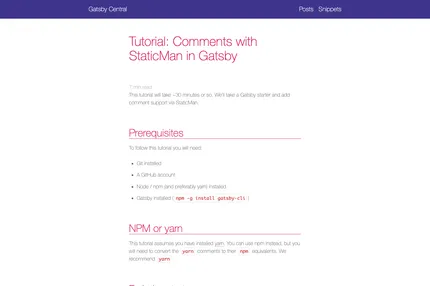 Gatsby Central
Posts Snippets
Tutorial: Comments with
StaticMan in Gatsby
This tutorial will take ~30 minutes or so. We'll take a Gatsby starter and add
comment support via StaticMan.
Prerequisites
To follow this tutorial you will need:
Git installed
A GitHub account
Node / npm (and preferably yarn) installed
Gatsby installed ( npm -g install gatsby-cli )
NPM or yarn
This tutorial assumes you have installed yarn. You can use npm instead, but you
will need to convert the yarn commands to their npm equivalents. We
recommend yarn